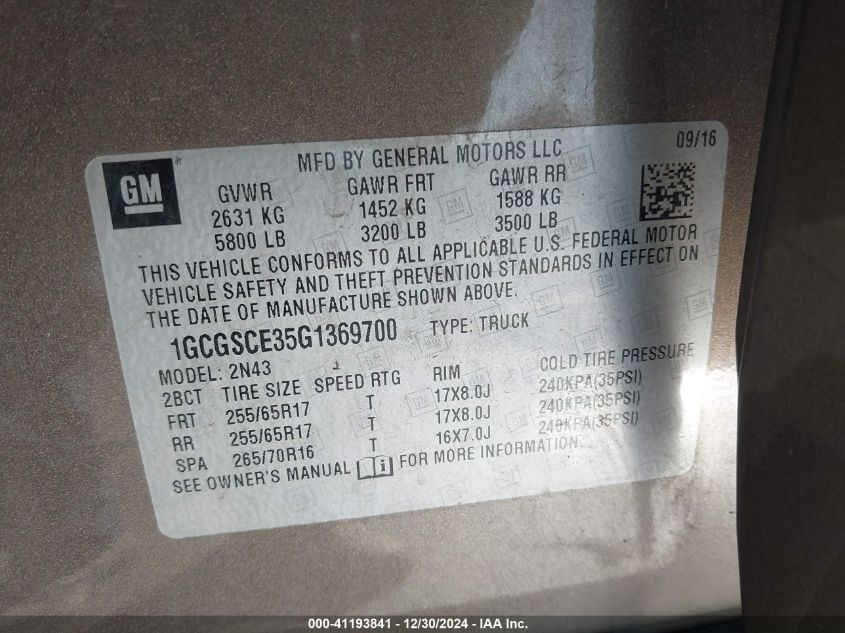 GM
MFD BY GENERAL MOTORS LLC 09/16
GVWR GAWR FRT GAWR RR
2631 KG 1452 KG 1588 KG
5800 LB 3200 LB 3500 LB
THIS VEHICLE CONFORMS TO ALL APPLICABLE U.S. FEDERAL MOTOR
VEHICLE SAFETY AND THEFT PREVENTION STANDARDS IN EFFECT ON
THE DATE OF MANUFACTURE SHOWN ABOVE.
1GCGSCE35G1369700 TYPE: TRUCK
MODEL: 2N43
2BCT TIRE SIZE SPEED RTG RIM COLD TIRE PRESSURE
FRT 255/65R17 T 17X8.0J 240KPA(35PSI)
RR 255/65R17 T 17X8.0J 240KPA(35PSI)
SPA 265/70R16 T 16X7.0J 240KPA(35PSI)
SEE OWNER'S MANUAL FOR MORE INFORMATION.
000-41193841 - 12/30/2024 - IAA Inc.